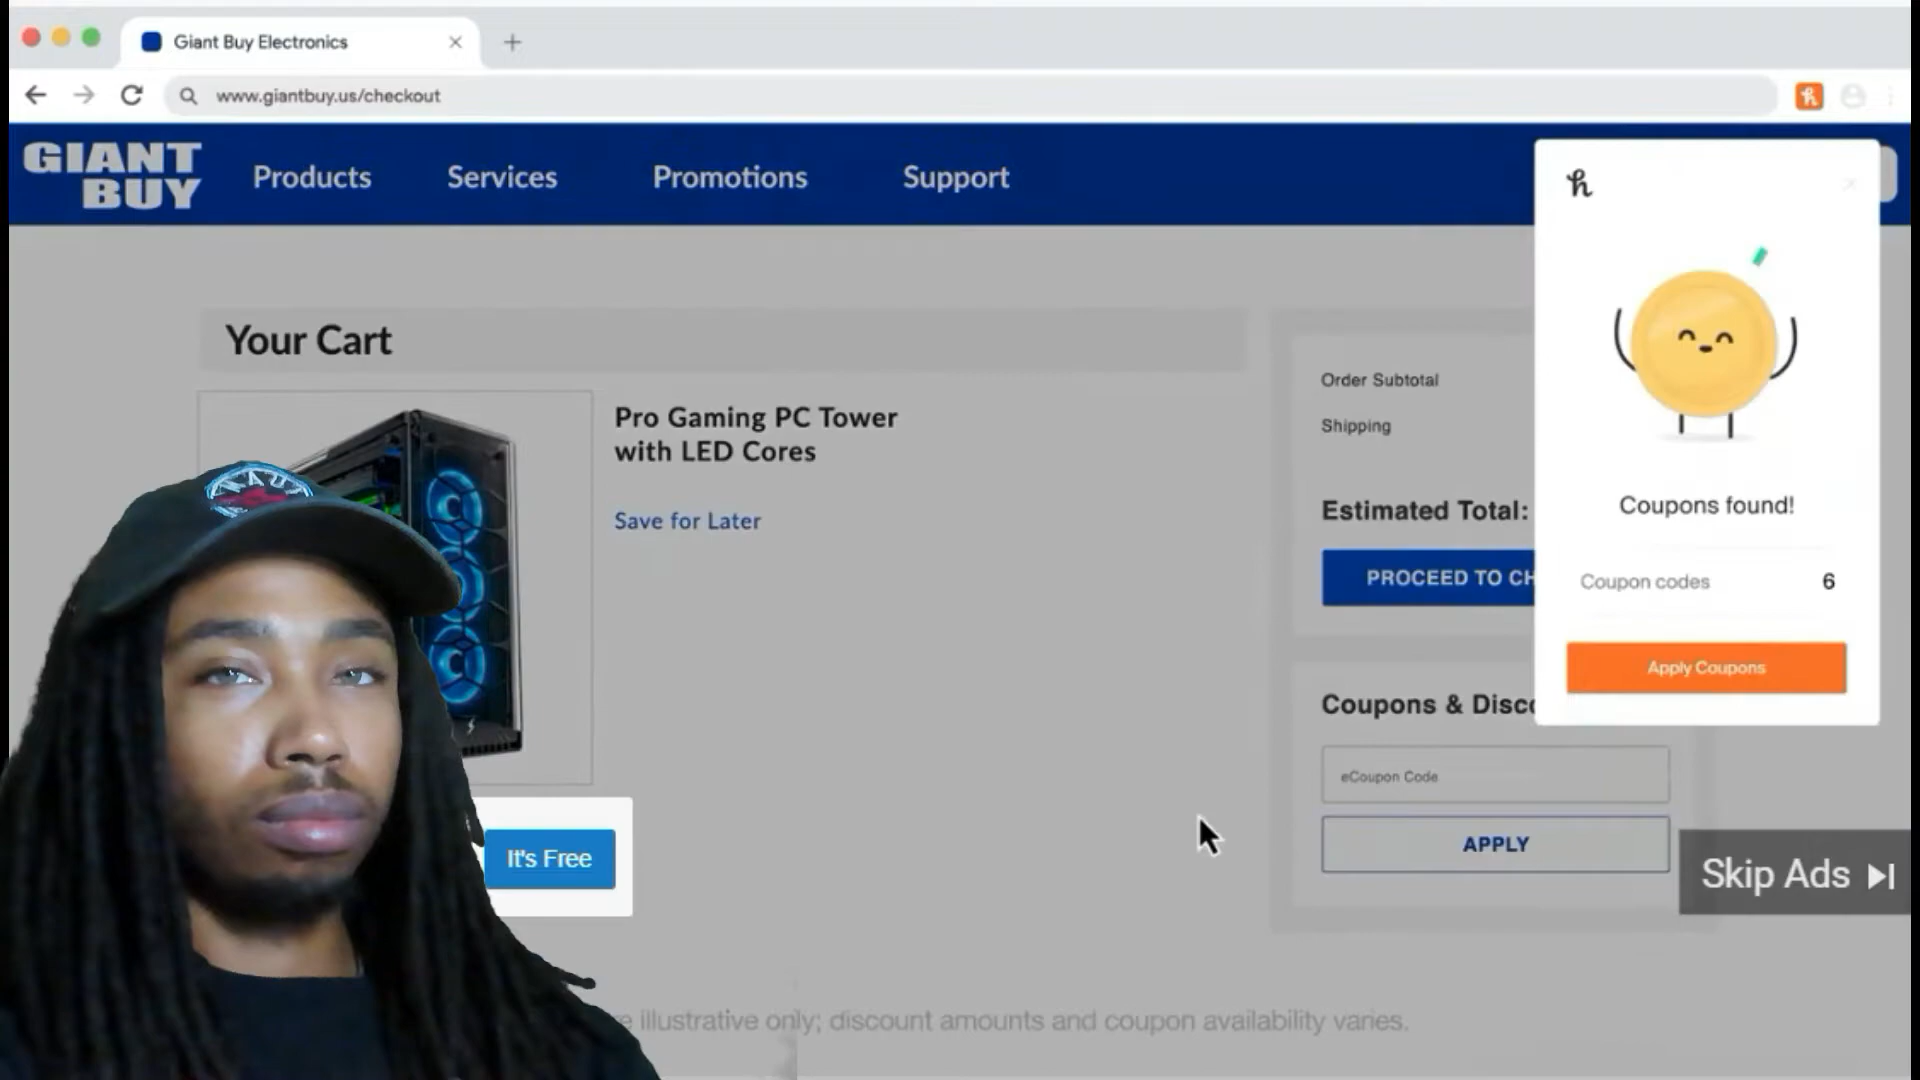 Giant Buy Electronics
www.giantbuy.us/checkout
GIANT
BUY
Products
Services
Promotions
Support
Your Cart
Pro Gaming PC Tower
with LED Cores
Save for Later
Order Subtotal
Shipping
Estimated Total:
PROCEED TO CH
Coupons & Disco
eCoupon Code
APPLY
h
Coupons found!
Coupon codes 6
Apply Coupons
It's Free
Skip Ads
e illustrative only; discount amounts and coupon availability varies.